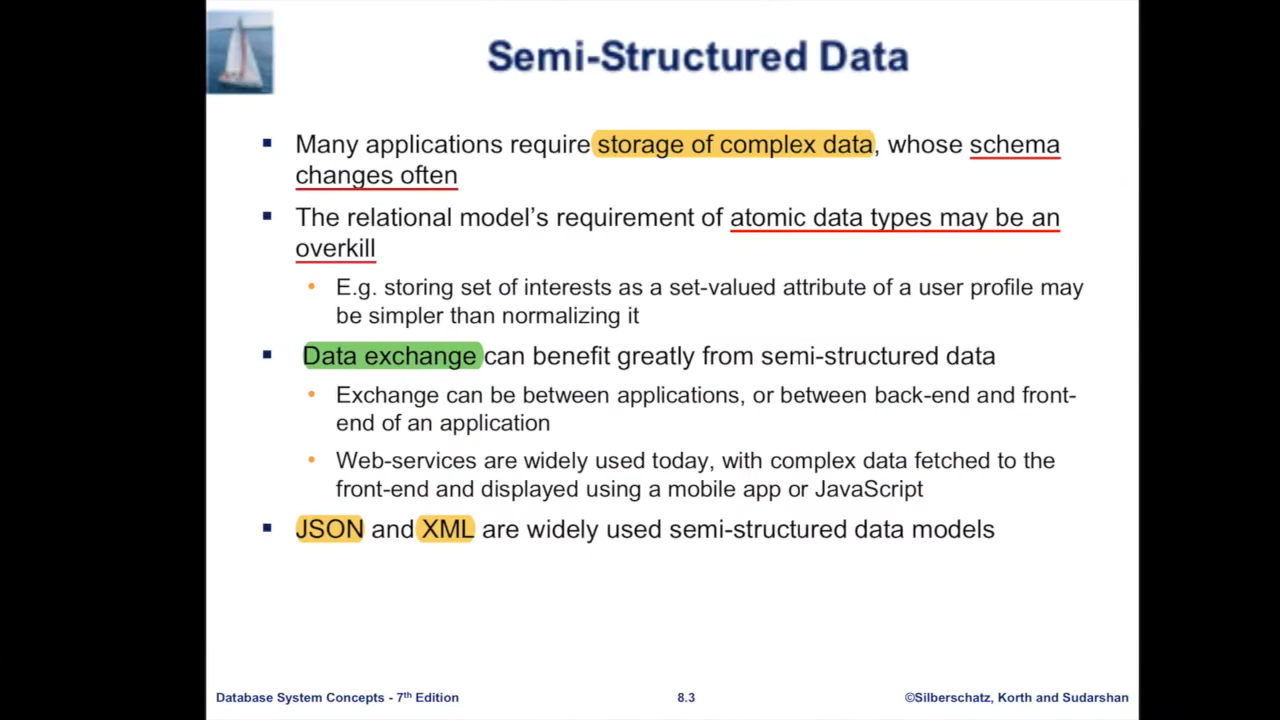 Semi-Structured Data
▪ Many applications require storage of complex data, whose schema
changes often
▪ The relational model’s requirement of atomic data types may be an
overkill
• E.g. storing set of interests as a set-valued attribute of a user profile may
be simpler than normalizing it
▪ Data exchange can benefit greatly from semi-structured data
• Exchange can be between applications, or between back-end and front-
end of an application
• Web-services are widely used today, with complex data fetched to the
front-end and displayed using a mobile app or JavaScript
▪ JSON and XML are widely used semi-structured data models
Database System Concepts - 7th Edition 8.3 ©Silberschatz, Korth and Sudarshan